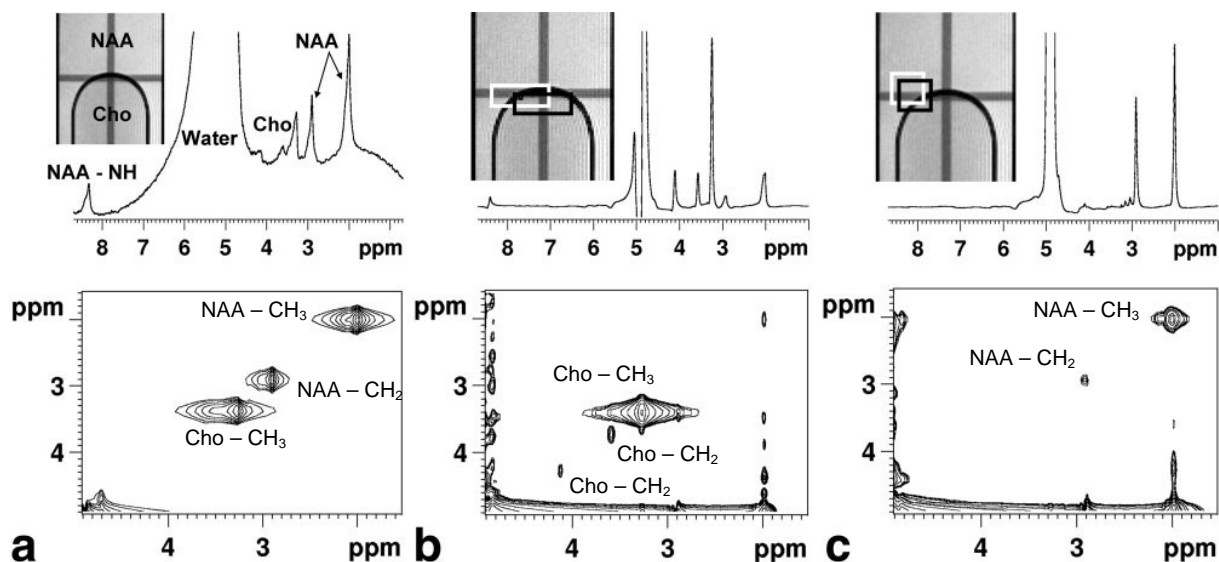 NAA
Cho
NAA - NH
Water
Cho
NAA
8 7 6 5 4 3 ppm
8 7 6 5 4 3 ppm
8 7 6 5 4 3 ppm
ppm
3
4
NAA – CH₃
NAA – CH₂
Cho – CH₃
4 3 ppm
a
ppm
3
4
Cho – CH₃
Cho – CH₂
Cho – CH₂
4 3 ppm
b
ppm
3
4
NAA – CH₃
NAA – CH₂
4 3 ppm
c